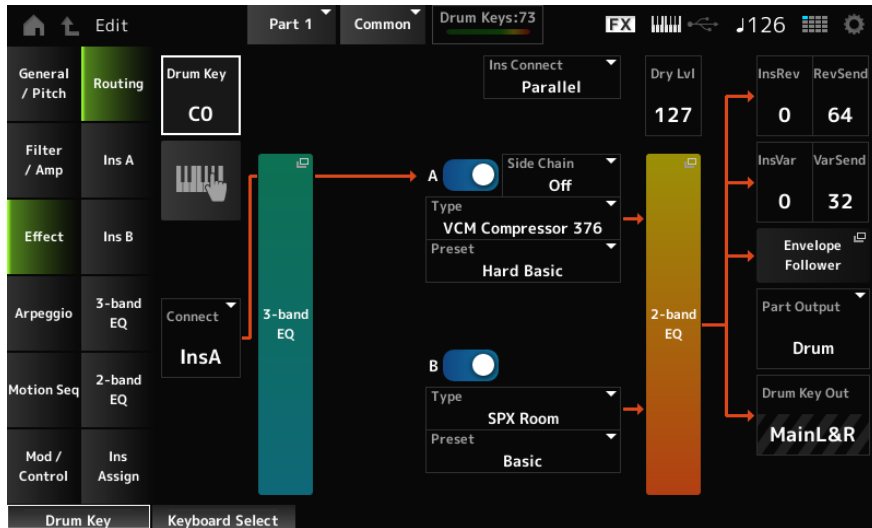 Edit
Part 1
Common
Drum Keys:73
FX
♩126
General
/ Pitch
Routing
Drum Key
C0
Ins Connect
Parallel
Dry Lvl
127
InsRev
RevSend
0
64
Filter
/ Amp
Ins A
A
Side Chain
Off
Type
VCM Compressor 376
Preset
Hard Basic
InsVar
VarSend
0
32
Effect
Ins B
Envelope
Follower
Arpeggio
3-band
EQ
Connect
InsA
3-band
EQ
2-band
EQ
Part Output
Drum
Motion Seq
2-band
EQ
B
Type
SPX Room
Preset
Basic
Drum Key Out
MainL&R
Mod /
Control
Ins
Assign
Drum Key
Keyboard Select